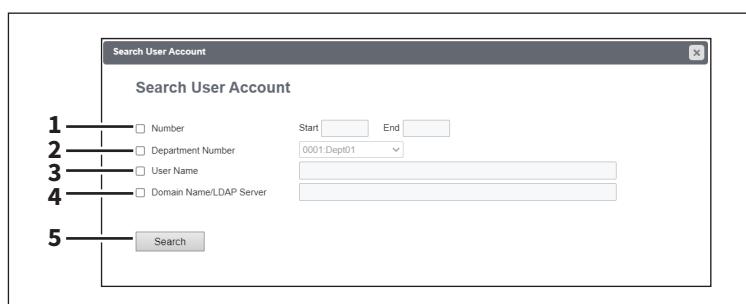 Search User Account
Search User Account
1 Number Start End
2 Department Number 0001:Dept01
3 User Name
4 Domain Name/LDAP Server
5 Search